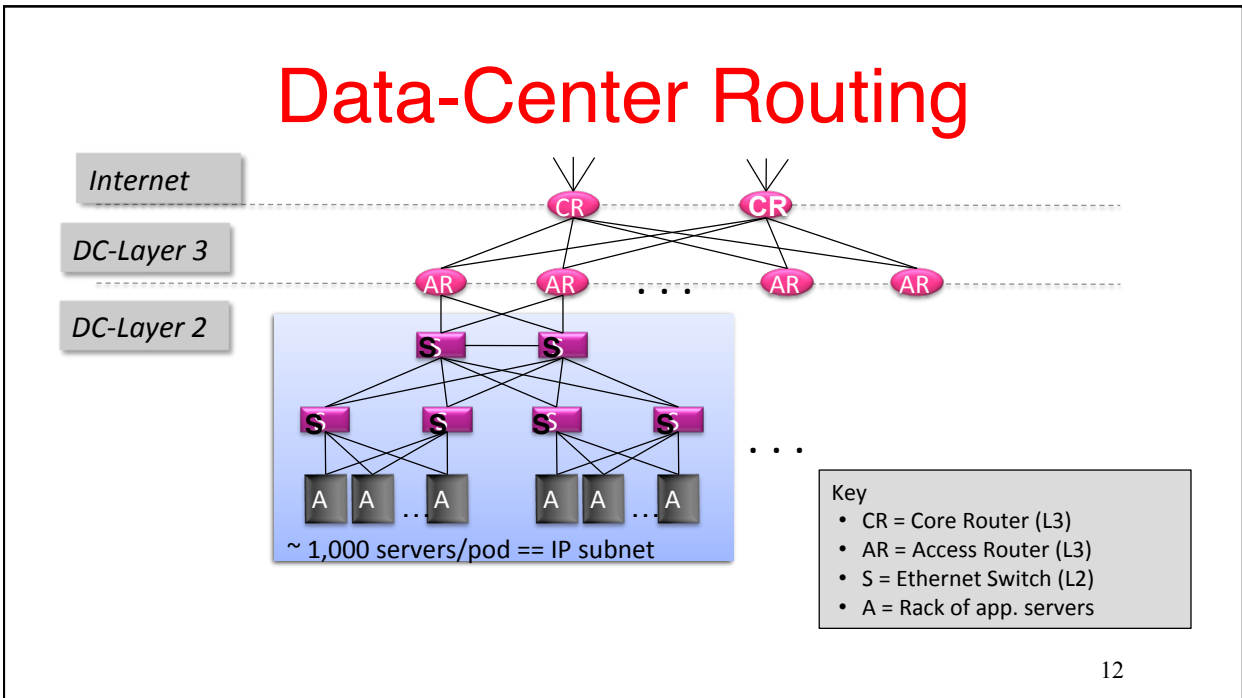 Data-Center Routing
Internet
CR CR
DC-Layer 3
AR AR . . . AR AR
DC-Layer 2
S S
S S S S
. . .
A A ... A A A ... A
~ 1,000 servers/pod == IP subnet
Key
• CR = Core Router (L3)
• AR = Access Router (L3)
• S = Ethernet Switch (L2)
• A = Rack of app. servers
12